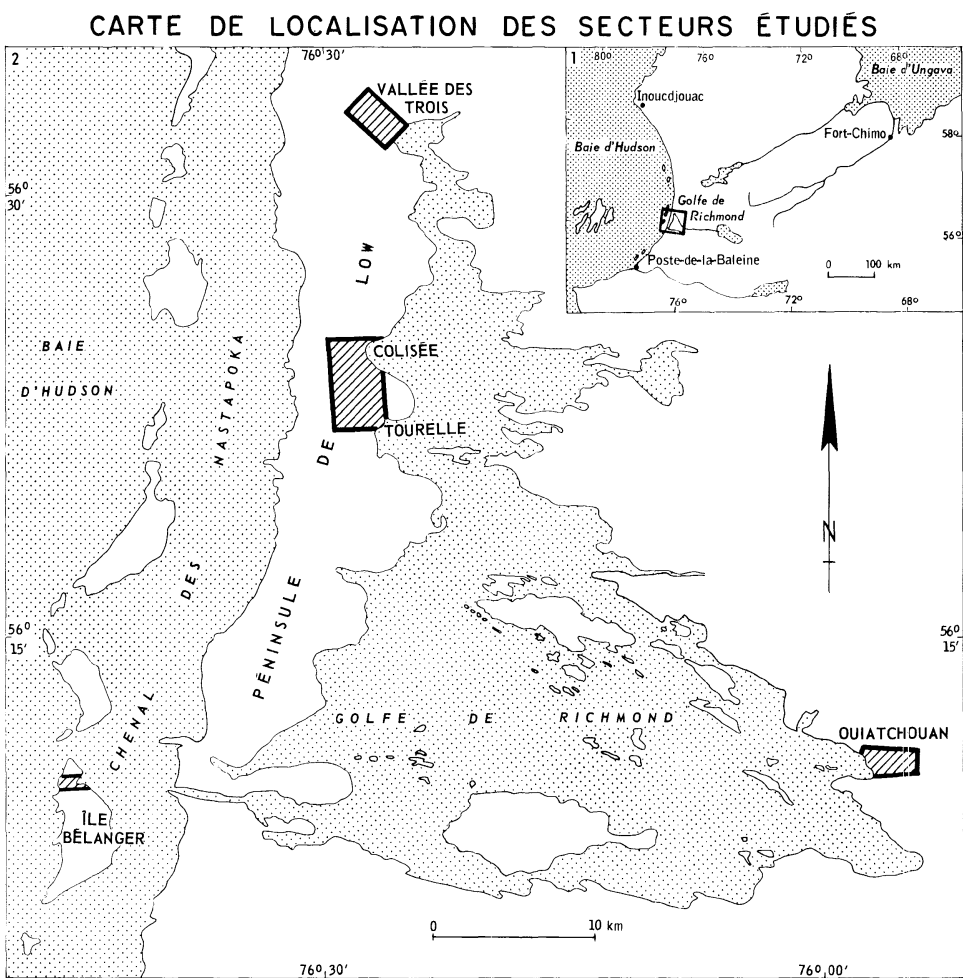 CARTE DE LOCALISATION DES SECTEURS ÉTUDIÉS
2
76° 30'
VALLÉE DES
TROIS
56°
30'
LOW
BAIE
D'HUDSON
NASTAPOKA
COLISÉE
TOURELLE
DE
DES
PÉNINSULE
CHENAL
56°
15'
56°
15'
N
GOLFE DE RICHMOND
OUIATCHOUAN
ÎLE
BÉLANGER
0 10 km
76° 30'
76° 00'
1
80°
76°
72°
68°
Baie d'Ungava
Inoucdjouac
Fort-Chimo
58°
Baie d'Hudson
Golfe de
Richmond
56°
Poste-de-la-Baleine
0 100 km
76°
72°
68°